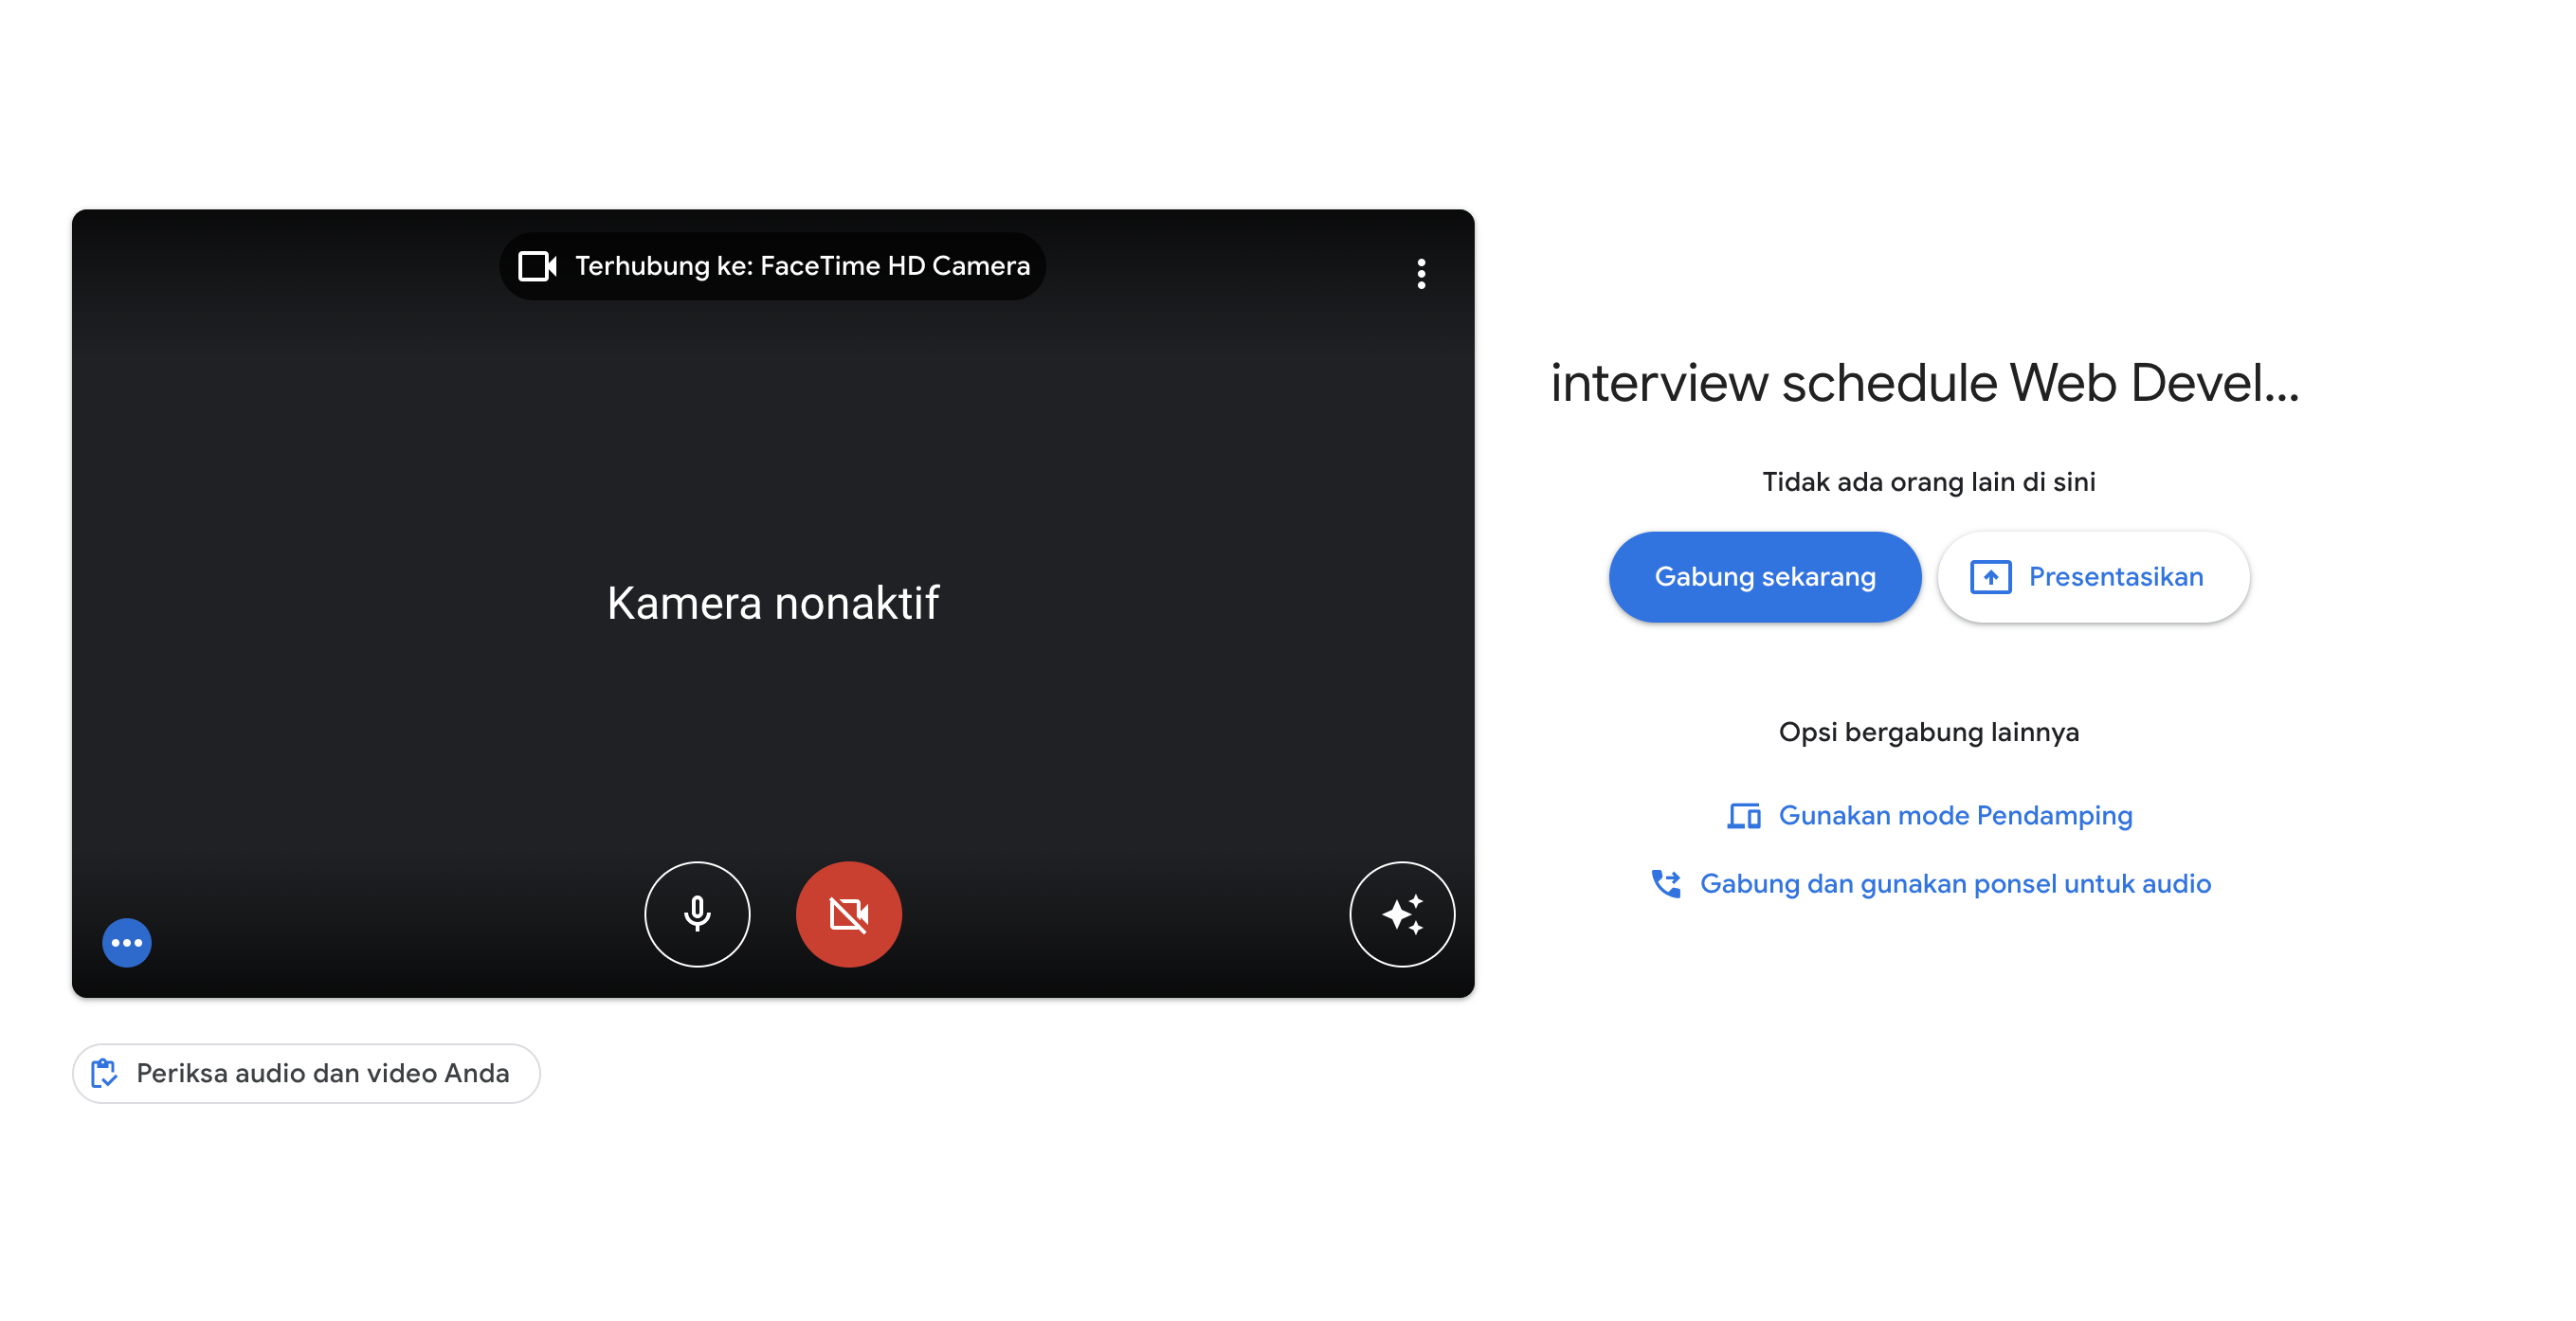 Terhubung ke: FaceTime HD Camera
Kamera nonaktif
Periksa audio dan video Anda
interview schedule Web Devel...
Tidak ada orang lain di sini
Gabung sekarang
Presentasikan
Opsi bergabung lainnya
Gunakan mode Pendamping
Gabung dan gunakan ponsel untuk audio